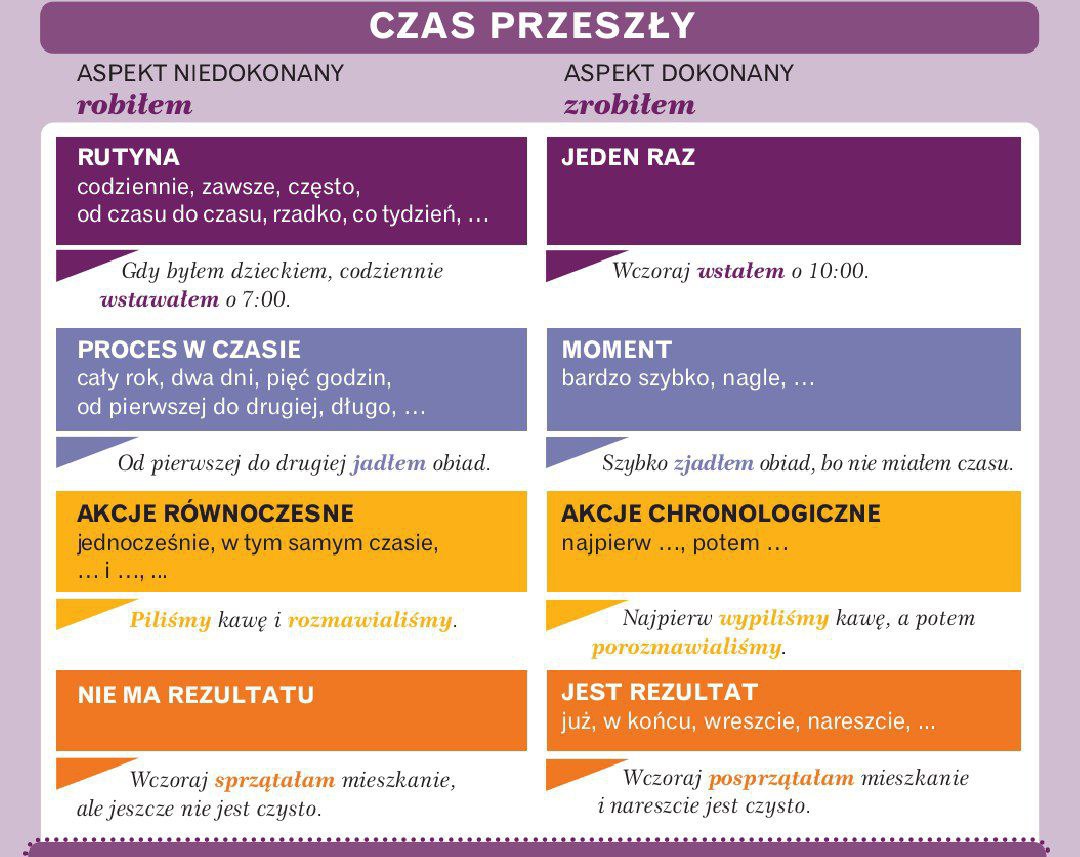 CZAS PRZESZŁY
ASPEKT NIEDOKONANY
robiłem
ASPEKT DOKONANY
zrobiłem
RUTYNA
codziennie, zawsze, często,
od czasu do czasu, rzadko, co tydzień, …
JEDEN RAZ
Gdy byłem dzieckiem, codziennie
wstawałem o 7:00.
Wczoraj wstałem o 10:00.
PROCES W CZASIE
cały rok, dwa dni, pięć godzin,
od pierwszej do drugiej, długo, …
MOMENT
bardzo szybko, nagle, …
Od pierwszej do drugiej jadłem obiad.
Szybko zjadłem obiad, bo nie miałem czasu.
AKCJE RÓWNOCZESNE
jednocześnie, w tym samym czasie,
… i …, ...
AKCJE CHRONOLOGICZNE
najpierw …, potem …
Piliśmy kawę i rozmawialiśmy.
Najpierw wypiliśmy kawę, a potem
porozmawialiśmy.
NIE MA REZULTATU
JEST REZULTAT
już, w końcu, wreszcie, nareszcie, ...
Wczoraj sprzątałam mieszkanie,
ale jeszcze nie jest czysto.
Wczoraj posprzątałam mieszkanie
i nareszcie jest czysto.